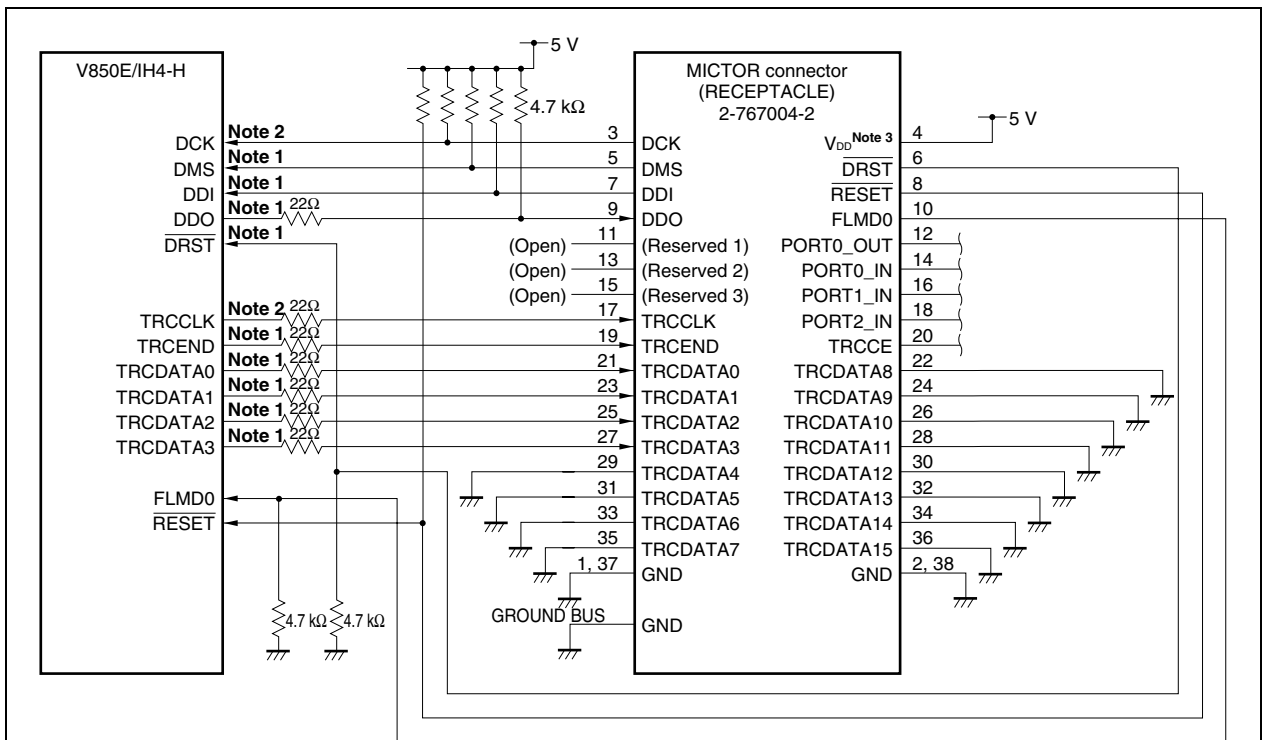 5 V
V850E/IH4-H
MICTOR connector
(RECEPTACLE)
2-767004-2
4.7 kΩ
5 V
DCK Note 2 3 DCK VDD Note 3 4
DMS Note 1 5 DMS DRST 6
DDI Note 1 7 DDI RESET 8
DDO Note 1 22Ω 9 DDO FLMD0 10
DRST Note 1 (Open) 11 (Reserved 1) PORT0_OUT 12
(Open) 13 (Reserved 2) PORT0_IN 14
(Open) 15 (Reserved 3) PORT1_IN 16
TRCCLK Note 2 22Ω 17 TRCCLK PORT2_IN 18
TRCEND Note 1 22Ω 19 TRCEND TRCCE 20
TRCDATA0 Note 1 22Ω 21 TRCDATA0 TRCDATA8 22
TRCDATA1 Note 1 22Ω 23 TRCDATA1 TRCDATA9 24
TRCDATA2 Note 1 22Ω 25 TRCDATA2 TRCDATA10 26
TRCDATA3 Note 1 22Ω 27 TRCDATA3 TRCDATA11 28
29 TRCDATA4 TRCDATA12 30
FLMD0 31 TRCDATA5 TRCDATA13 32
RESET 33 TRCDATA6 TRCDATA14 34
35 TRCDATA7 TRCDATA15 36
1, 37 GND GND 2, 38
4.7 kΩ 4.7 kΩ GROUND BUS GND